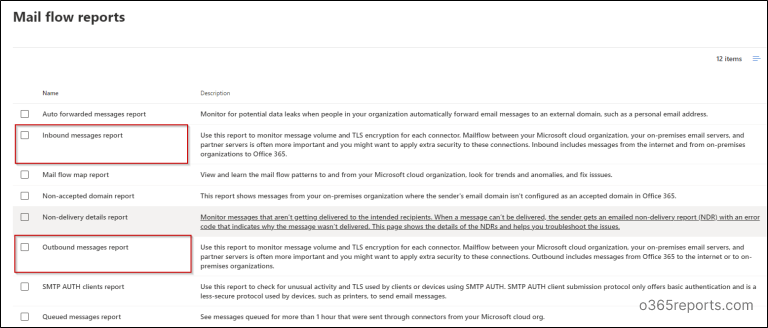 Mail flow reports
12 items
Name Description
Auto forwarded messages report Monitor for potential data leaks when people in your organization automatically forward email messages to an external domain, such as a personal email address.
Inbound messages report Use this report to monitor message volume and TLS encryption for each connector. Mailflow between your Microsoft cloud organization, your on-premises email servers, and
partner servers is often more important and you might want to apply extra security to these connections. Inbound includes messages from the internet and from on-premises
organizations to Office 365.
Mail flow map report View and learn the mail flow patterns to and from your Microsoft cloud organization, look for trends and anomalies, and fix isssues.
Non-accepted domain report This report shows messages from your on-premises organization where the sender's email domain isn't configured as an accepted domain in Office 365.
Non-delivery details report Monitor messages that aren't getting delivered to the intended recipients. When a message can't be delivered, the sender gets an emailed non-delivery report (NDR) with an error
code that indicates why the message wasn't delivered. This page shows the details of the NDRs and helps you troubleshoot the issues.
Outbound messages report Use this report to monitor message volume and TLS encryption for each connector. Mailflow between your Microsoft cloud organization, your on-premises email servers, and
partner servers is often more important and you might want to apply extra security to these connections. Outbound includes messages from Office 365 to the internet or to on-
premises organizations.
SMTP AUTH clients report Use this report to check for unusual activity and TLS used by clients or devices using SMTP AUTH. SMTP AUTH client submission protocol only offers basic authentication and is a
less-secure protocol used by devices, such as printers, to send email messages.
Queued messages report See messages queued for more than 1 hour that were sent through connectors from your Microsoft cloud org.
o365reports.com